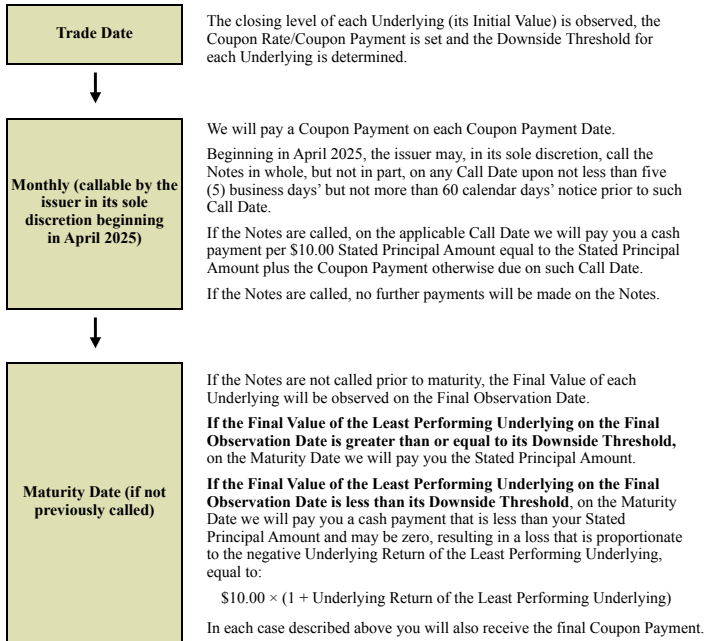 Trade Date
The closing level of each Underlying (its Initial Value) is observed, the
Coupon Rate/Coupon Payment is set and the Downside Threshold for
each Underlying is determined.
Monthly (callable by the
issuer in its sole
discretion beginning
in April 2025)
We will pay a Coupon Payment on each Coupon Payment Date.
Beginning in April 2025, the issuer may, in its sole discretion, call the
Notes in whole, but not in part, on any Call Date upon not less than five
(5) business days’ but not more than 60 calendar days’ notice prior to such
Call Date.
If the Notes are called, on the applicable Call Date we will pay you a cash
payment per $10.00 Stated Principal Amount equal to the Stated Principal
Amount plus the Coupon Payment otherwise due on such Call Date.
If the Notes are called, no further payments will be made on the Notes.
Maturity Date (if not
previously called)
If the Notes are not called prior to maturity, the Final Value of each
Underlying will be observed on the Final Observation Date.
If the Final Value of the Least Performing Underlying on the Final
Observation Date is greater than or equal to its Downside Threshold,
on the Maturity Date we will pay you the Stated Principal Amount.
If the Final Value of the Least Performing Underlying on the Final
Observation Date is less than its Downside Threshold, on the Maturity
Date we will pay you a cash payment that is less than your Stated
Principal Amount and may be zero, resulting in a loss that is proportionate
to the negative Underlying Return of the Least Performing Underlying,
equal to:
$10.00 × (1 + Underlying Return of the Least Performing Underlying)
In each case described above you will also receive the final Coupon Payment.